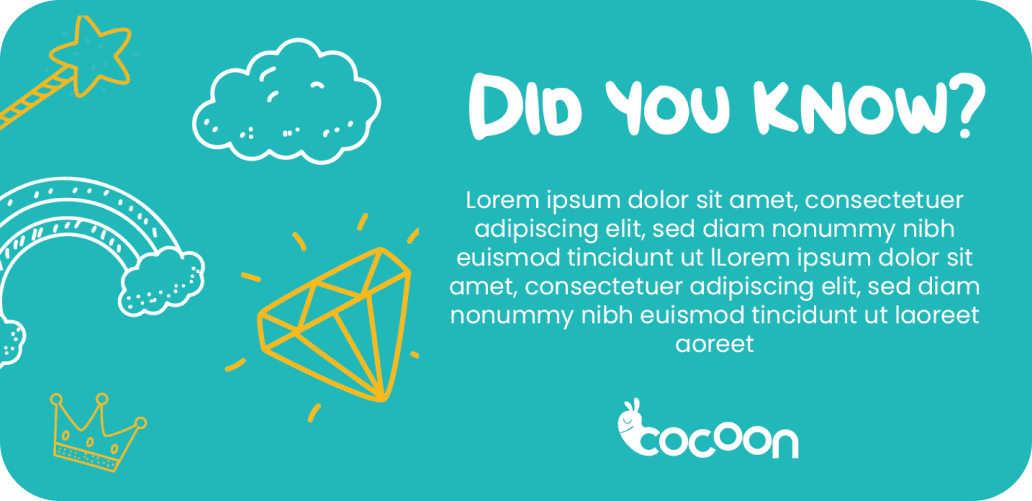 DID YOU KNOW?
Lorem ipsum dolor sit amet, consectetuer
adipiscing elit, sed diam nonummy nibh
euismod tincidunt ut lLorem ipsum dolor sit
amet, consectetuer adipiscing elit, sed diam
nonummy nibh euismod tincidunt ut laoreet
aoreet
cocoon